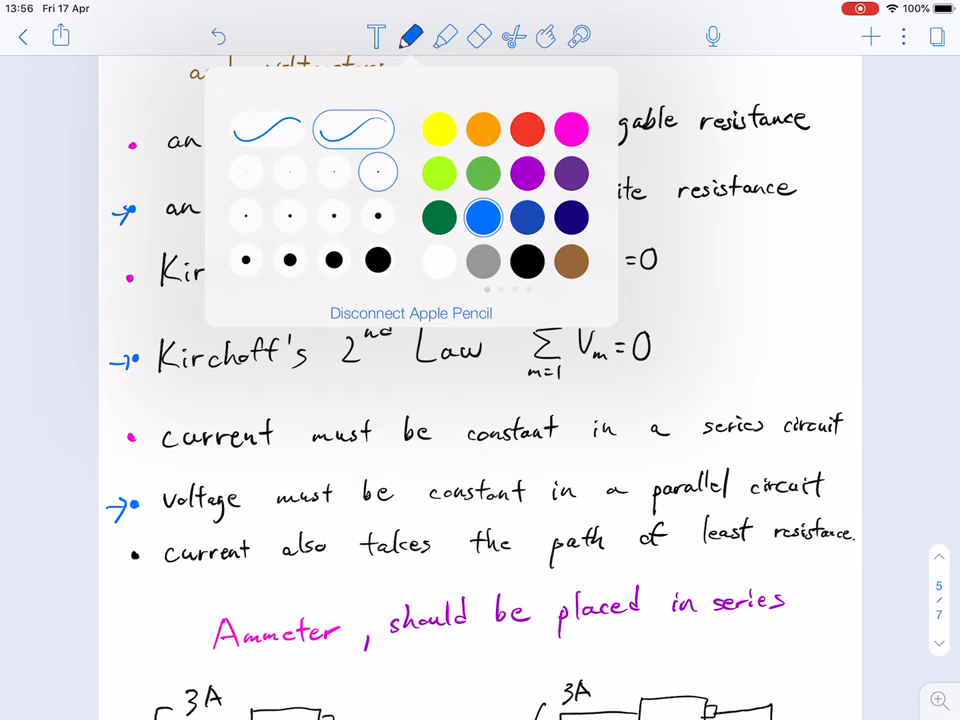 13:56 Fri 17 Apr 100%
T
an gable resistance
an ite resistance
Kir =0
Disconnect Apple Pencil
Kirchoff's 2nd Law Σ Vm=0
m=1
current must be constant in a series circuit
voltage must be constant in a parallel circuit
current also takes the path of least resistance.
Ammeter, should be placed in series
3A 3A
5
/
7